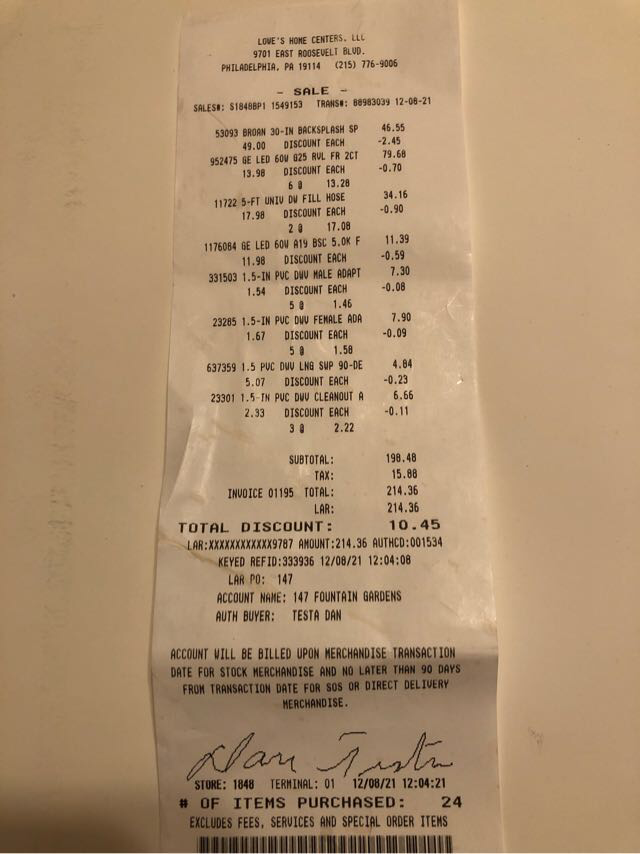 LOWE'S HOME CENTERS, LLC
9701 EAST ROOSEVELT BLVD.
PHILADELPHIA, PA 19114 (215) 776-9006
- SALE -
SALES#: S1848BP1 1549153 TRANS#: 88983039 12-08-21
53093 BROAN 30-IN BACKSPLASH SP 46.55
49.00 DISCOUNT EACH -2.45
952475 GE LED 60W G25 RVL FR 2CT 79.68
13.98 DISCOUNT EACH -0.70
6 @ 13.28
11722 5-FT UNIV DW FILL HOSE 34.16
17.98 DISCOUNT EACH -0.90
2 @ 17.08
1176084 GE LED 60W A19 BSC 5.0K F 11.39
11.98 DISCOUNT EACH -0.59
331503 1.5-IN PVC DWV MALE ADAPT 7.30
1.54 DISCOUNT EACH -0.08
5 @ 1.46
23285 1.5-IN PVC DWV FEMALE ADA 7.90
1.67 DISCOUNT EACH -0.09
5 @ 1.58
637359 1.5 PVC DWV LNG SWP 90-DE 4.84
5.07 DISCOUNT EACH -0.23
23301 1.5-IN PVC DWV CLEANOUT A 6.66
2.33 DISCOUNT EACH -0.11
3 @ 2.22
SUBTOTAL: 198.48
TAX: 15.88
INVOICE 01195 TOTAL: 214.36
LAR: 214.36
TOTAL DISCOUNT: 10.45
LAR:XXXXXXXXXXXX9787 AMOUNT:214.36 AUTHCD:001534
KEYED REFID:333936 12/08/21 12:04:08
LAR PO: 147
ACCOUNT NAME: 147 FOUNTAIN GARDENS
AUTH BUYER: TESTA DAN
ACCOUNT WILL BE BILLED UPON MERCHANDISE TRANSACTION
DATE FOR STOCK MERCHANDISE AND NO LATER THAN 90 DAYS
FROM TRANSACTION DATE FOR SOS OR DIRECT DELIVERY
MERCHANDISE.
Dan Testa
STORE: 1848 TERMINAL: 01 12/08/21 12:04:21
# OF ITEMS PURCHASED: 24
EXCLUDES FEES, SERVICES AND SPECIAL ORDER ITEMS